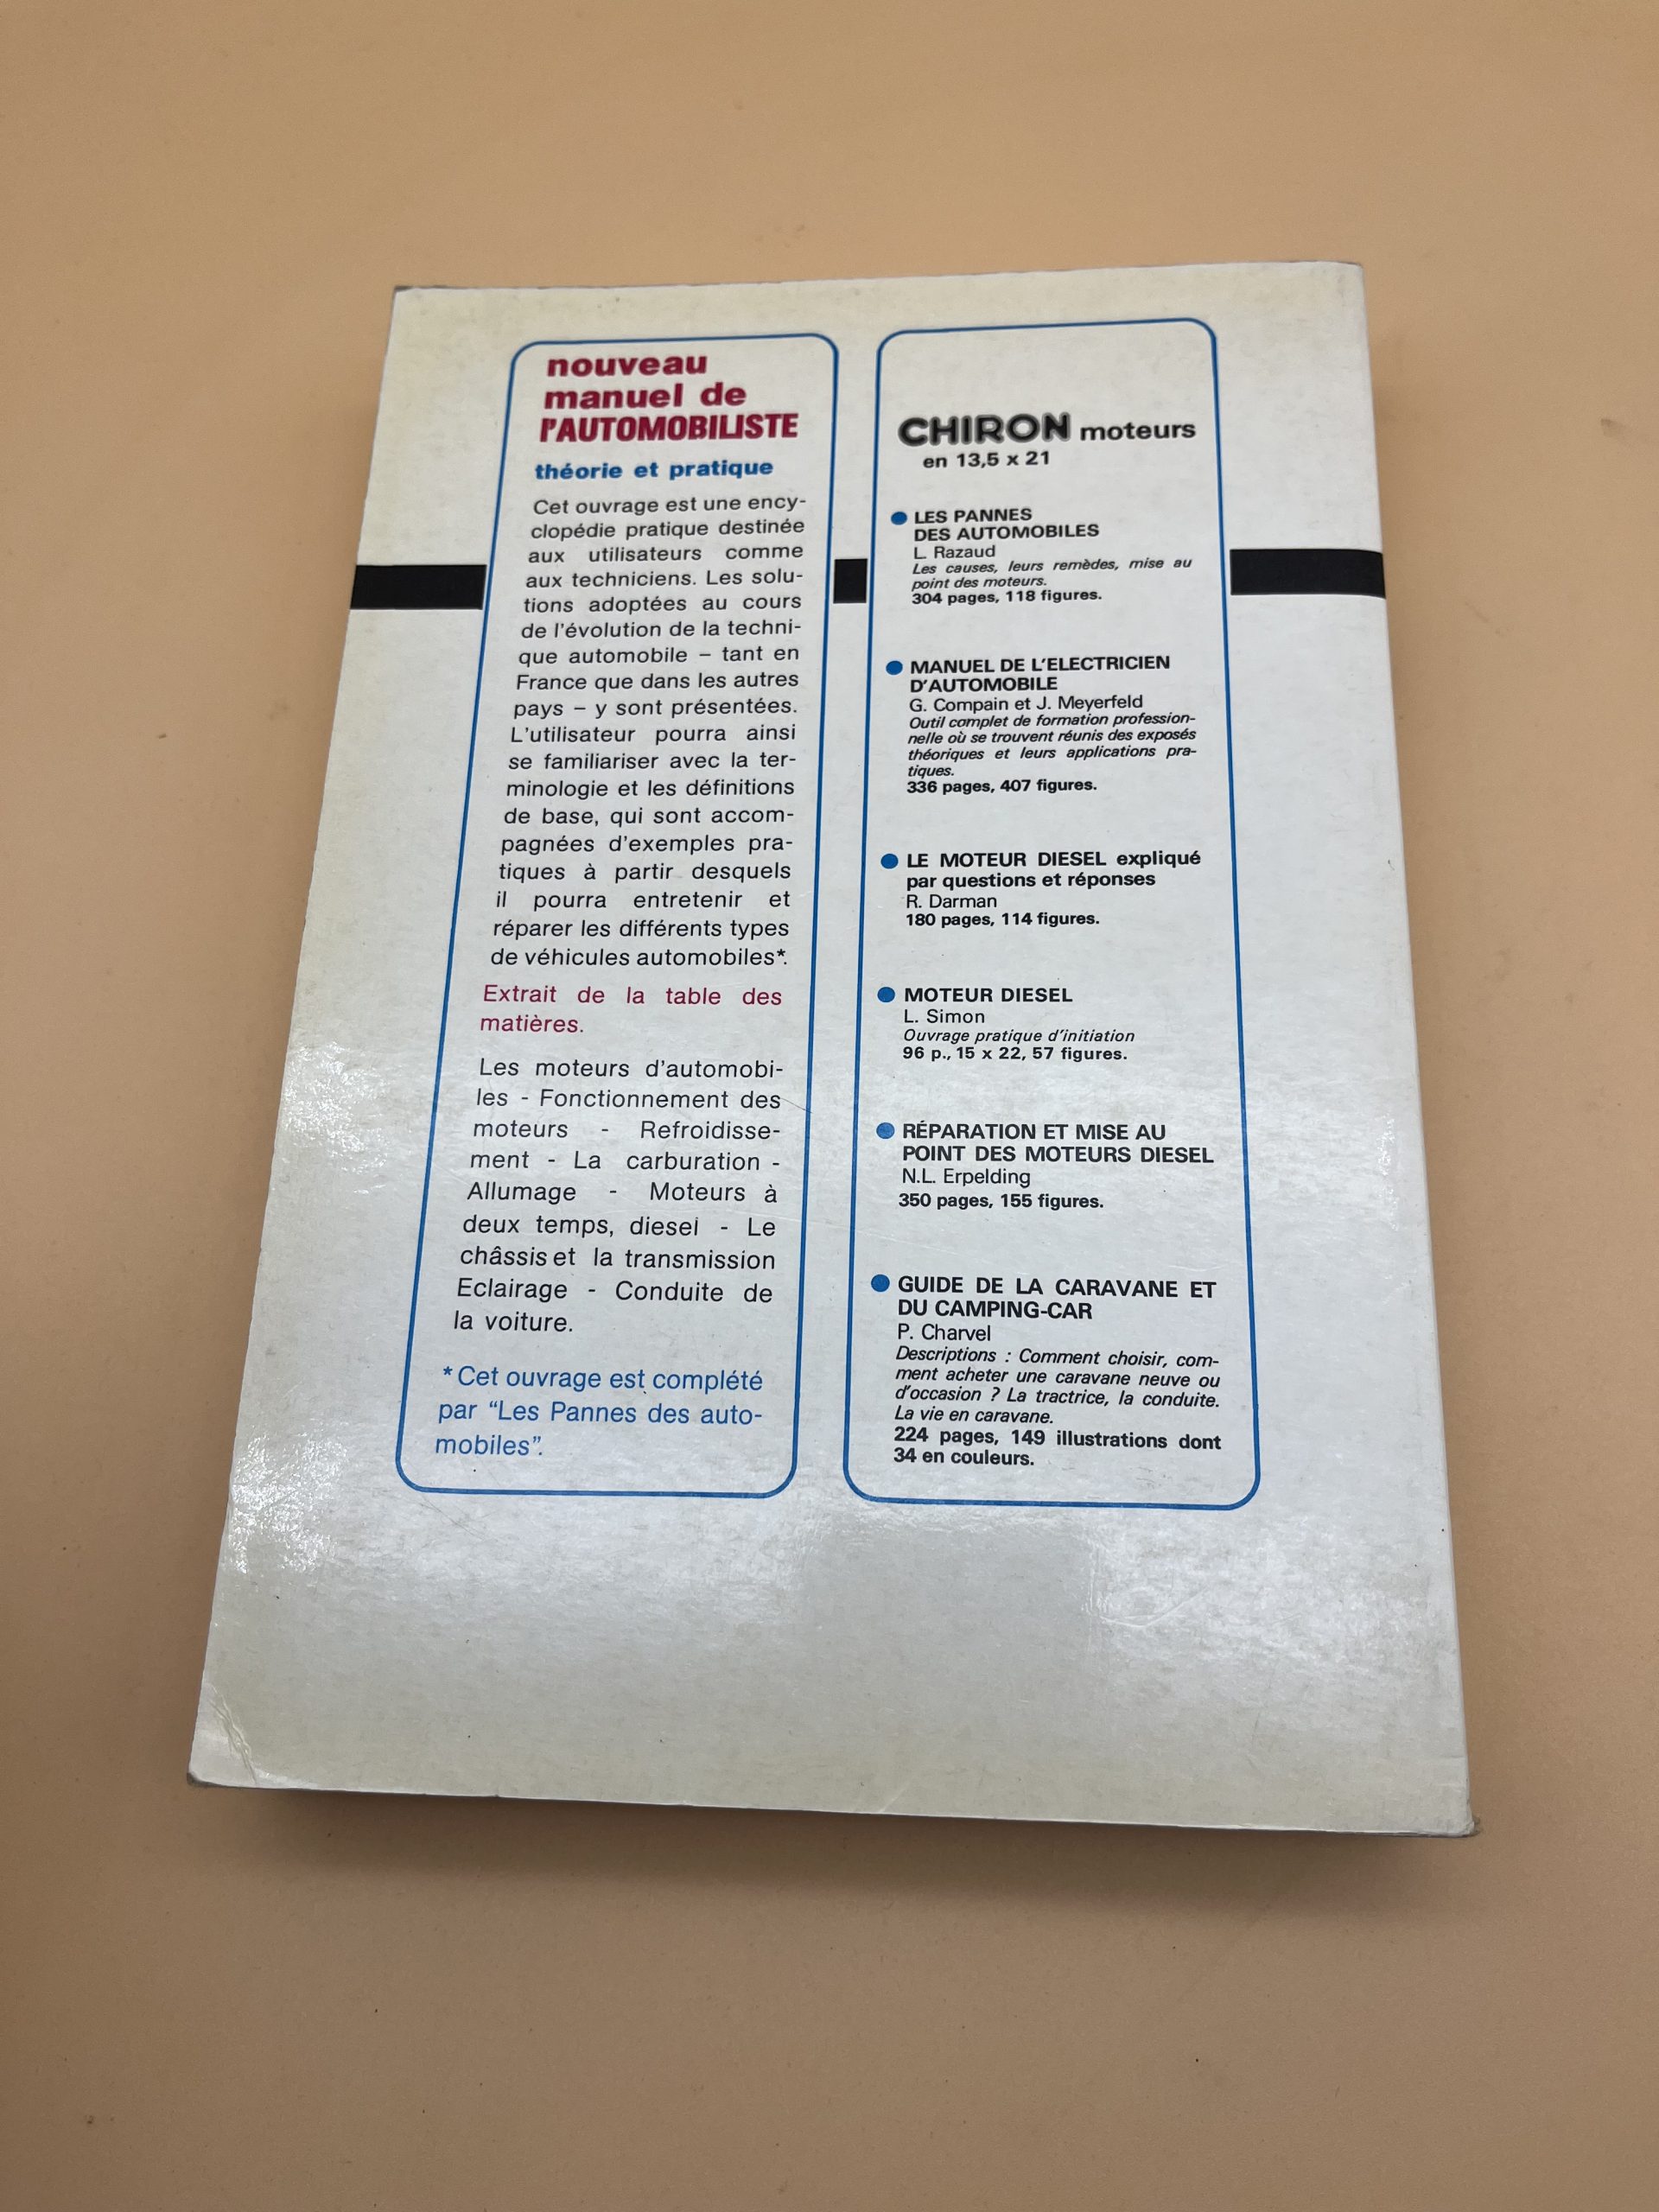 nouveau
manuel de
l'AUTOMOBILISTE
théorie et pratique
Cet ouvrage est une ency-
clopédie pratique destinée
aux utilisateurs comme
aux techniciens. Les solu-
tions adoptées au cours
de l'évolution de la techni-
que automobile – tant en
France que dans les autres
pays – y sont présentées.
L'utilisateur pourra ainsi
se familiariser avec la ter-
minologie et les définitions
de base, qui sont accom-
pagnées d'exemples pra-
tiques à partir desquels
il pourra entretenir et
réparer les différents types
de véhicules automobiles*.
Extrait de la table des
matières.
Les moteurs d'automobi-
les - Fonctionnement des
moteurs - Refroidisse-
ment - La carburation -
Allumage - Moteurs à
deux temps, diesel - Le
châssis et la transmission
Eclairage - Conduite de
la voiture.
* Cet ouvrage est complété
par “Les Pannes des auto-
mobiles”.
CHIRON moteurs
en 13,5 x 21
● LES PANNES
DES AUTOMOBILES
L. Razaud
Les causes, leurs remèdes, mise au
point des moteurs.
304 pages, 118 figures.
● MANUEL DE L'ELECTRICIEN
D'AUTOMOBILE
G. Compain et J. Meyerfeld
Outil complet de formation profession-
nelle où se trouvent réunis des exposés
théoriques et leurs applications pra-
tiques.
336 pages, 407 figures.
● LE MOTEUR DIESEL expliqué
par questions et réponses
R. Darman
180 pages, 114 figures.
● MOTEUR DIESEL
L. Simon
Ouvrage pratique d'initiation
96 p., 15 x 22, 57 figures.
● RÉPARATION ET MISE AU
POINT DES MOTEURS DIESEL
N.L. Erpelding
350 pages, 155 figures.
● GUIDE DE LA CARAVANE ET
DU CAMPING-CAR
P. Charvel
Descriptions : Comment choisir, com-
ment acheter une caravane neuve ou
d'occasion ? La tractrice, la conduite.
La vie en caravane.
224 pages, 149 illustrations dont
34 en couleurs.